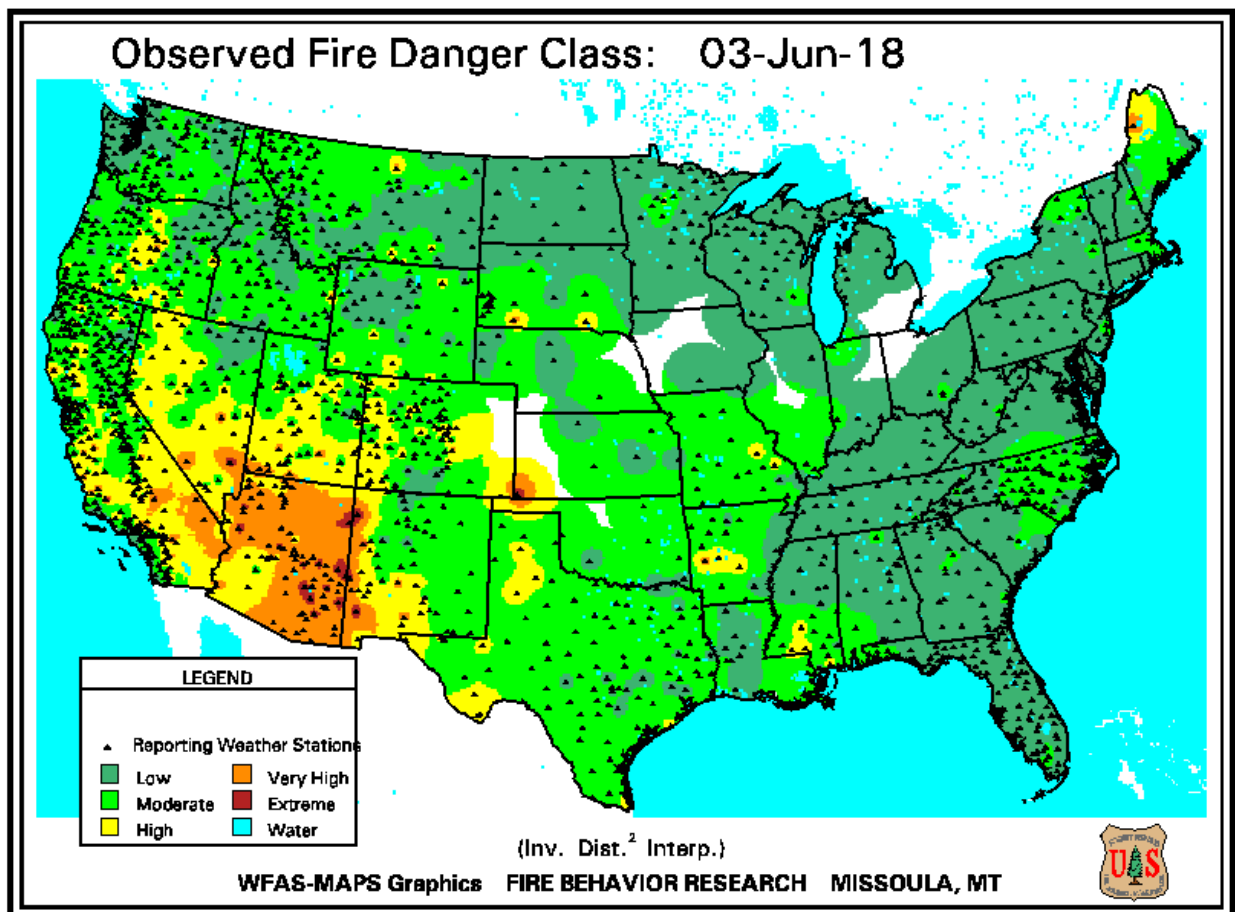 Observed Fire Danger Class: 03-Jun-18
LEGEND
Reporting Weather Stations
Low
Very High
Moderate
Extreme
High
Water
(Inv. Dist.² Interp.)
WFAS-MAPS Graphics FIRE BEHAVIOR RESEARCH MISSOULA, MT
US